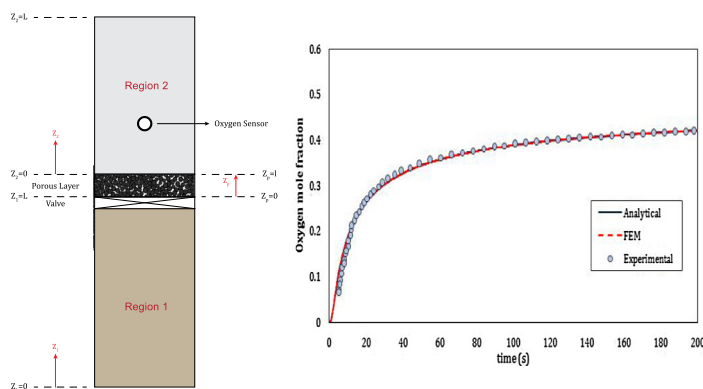 Z₂=L
Region 2
Oxygen Sensor
Z₂
Z₂=0
Zₚ=l
Porous Layer
Zₚ
Z₁=L
Zₚ=0
Valve
Region 1
Z₁
=0
0.6
0.5
0.4
0.3
0.2
0.1
0
Oxygen mole fraction
Analytical
FEM
Experimental
0
20
40
60
80
100
120
140
160
180
200
time (s)